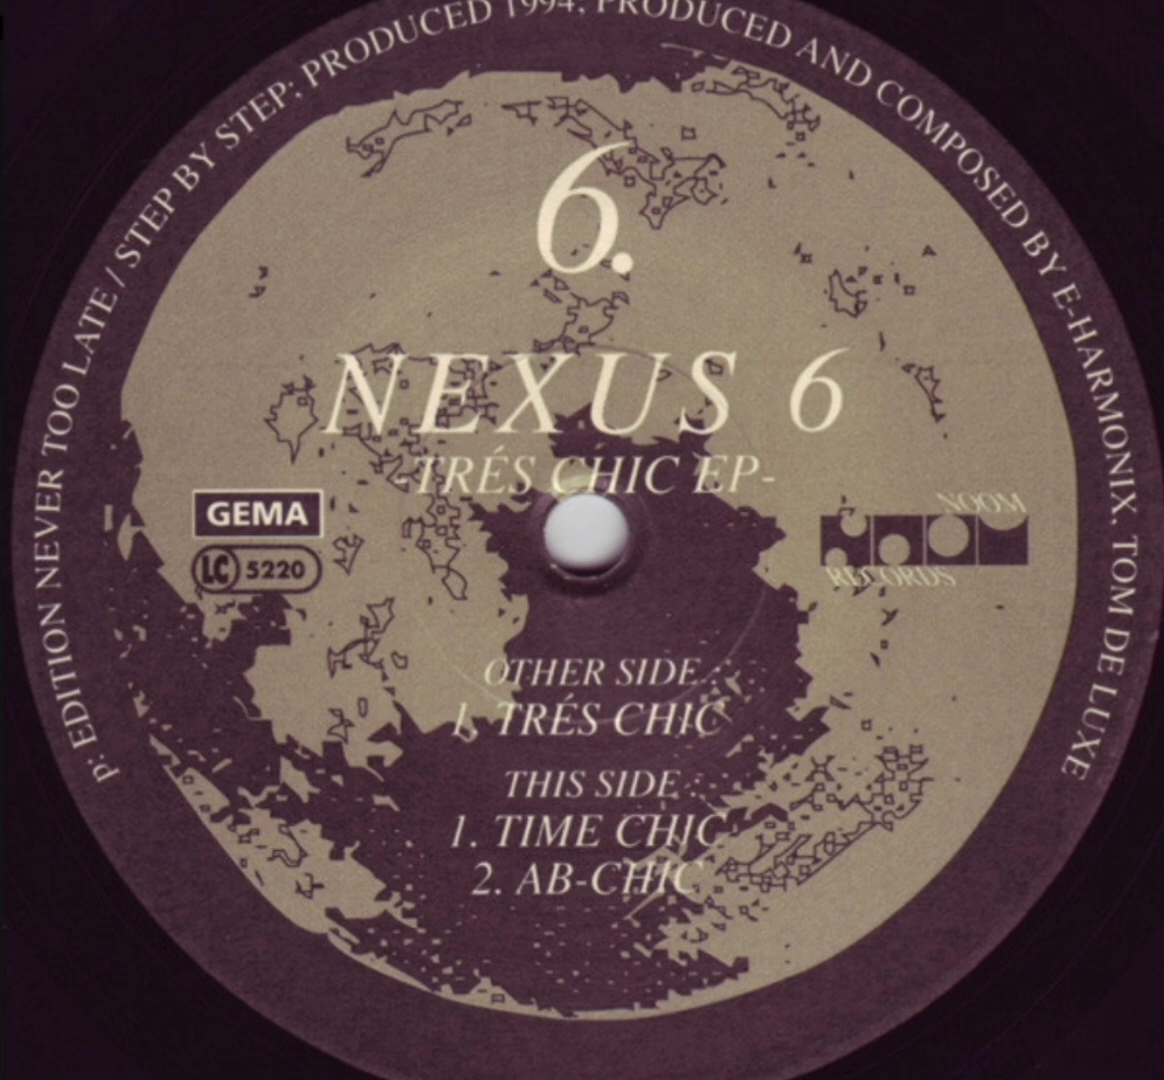 P: EDITION NEVER TOO LATE / STEP BY STEP; PRODUCED 1994; PRODUCED AND COMPOSED BY E-HARMONIX. TOM DE LUXE
6.
NEXUS 6
-TRÉS CHIC EP-
GEMA
LC 5220
NOOM
RECORDS
OTHER SIDE :
1. TRÉS CHIC
THIS SIDE :
1. TIME CHIC
2. AB-CHIC